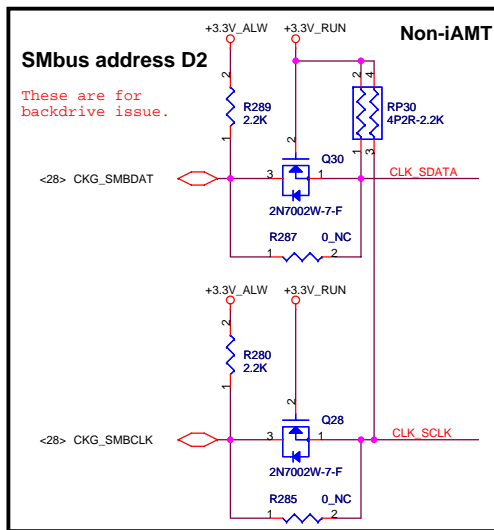 +3.3V_ALW
+3.3V_RUN
Non-iAMT
SMbus address D2
These are for
backdrive issue.
2
R289
2.2K
1
2
2
4
RP30
4P2R-2.2K
1
3
Q30
<28> CKG_SMBDAT
3
1
CLK_SDATA
2N7002W-7-F
R287
0_NC
1
2
+3.3V_ALW
+3.3V_RUN
2
R280
2.2K
1
2
Q28
<28> CKG_SMBCLK
3
1
CLK_SCLK
2N7002W-7-F
R285
0_NC
1
2